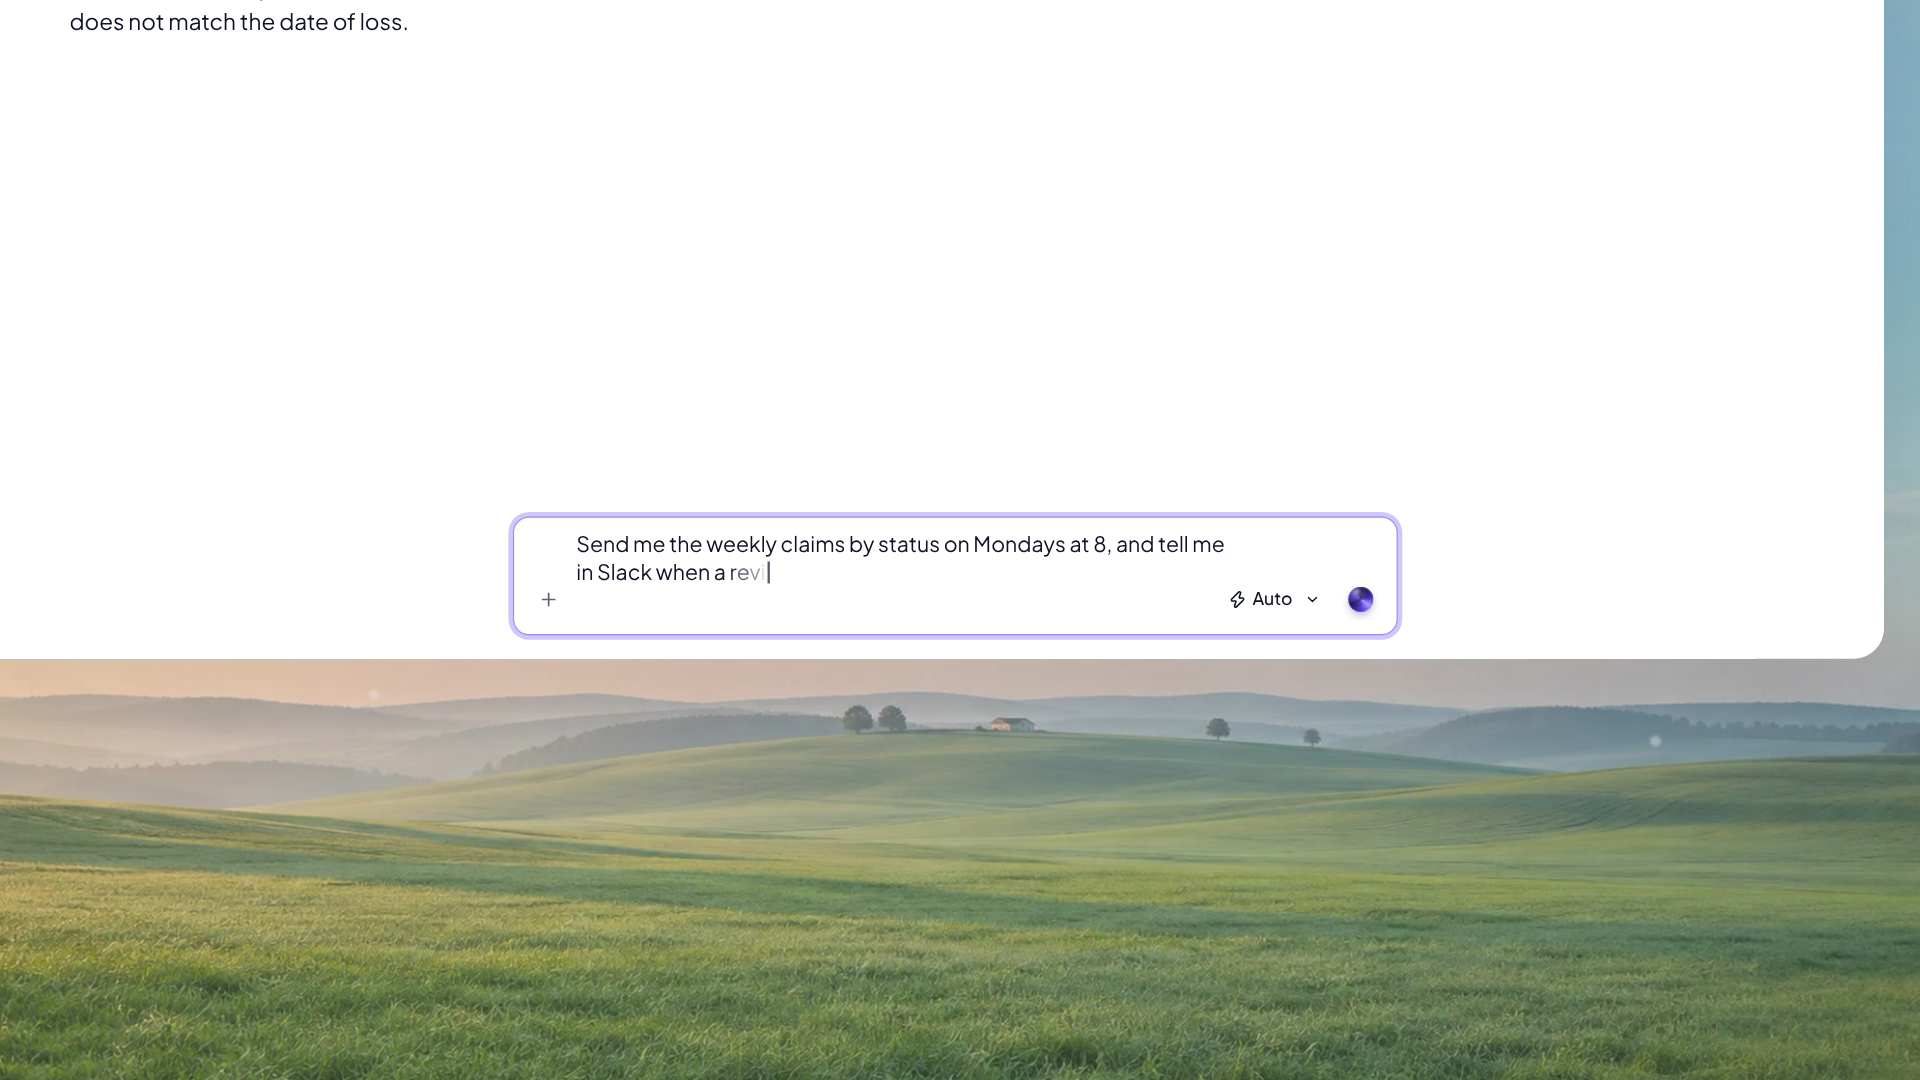 does not match the date of loss.
Send me the weekly claims by status on Mondays at 8, and tell me
in Slack when a revi
Auto